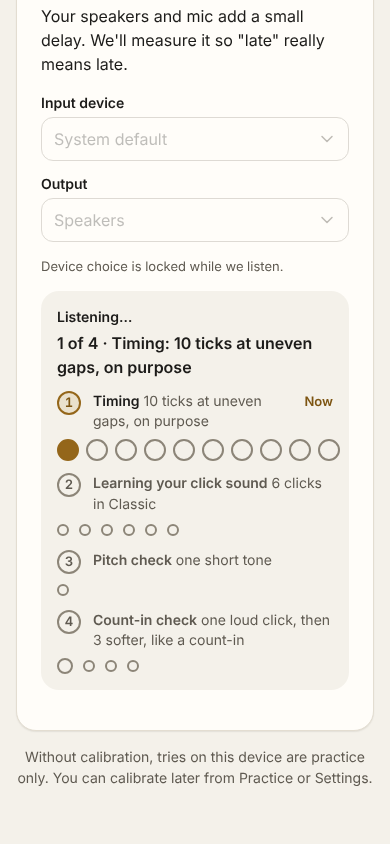 Your speakers and mic add a small
delay. We'll measure it so "late" really
means late.
Input device
System default
Output
Speakers
Device choice is locked while we listen.
Listening...
1 of 4 · Timing: 10 ticks at uneven
gaps, on purpose
1 Timing 10 ticks at uneven Now
gaps, on purpose
2 Learning your click sound 6 clicks
in Classic
3 Pitch check one short tone
4 Count-in check one loud click, then
3 softer, like a count-in
Without calibration, tries on this device are practice
only. You can calibrate later from Practice or Settings.